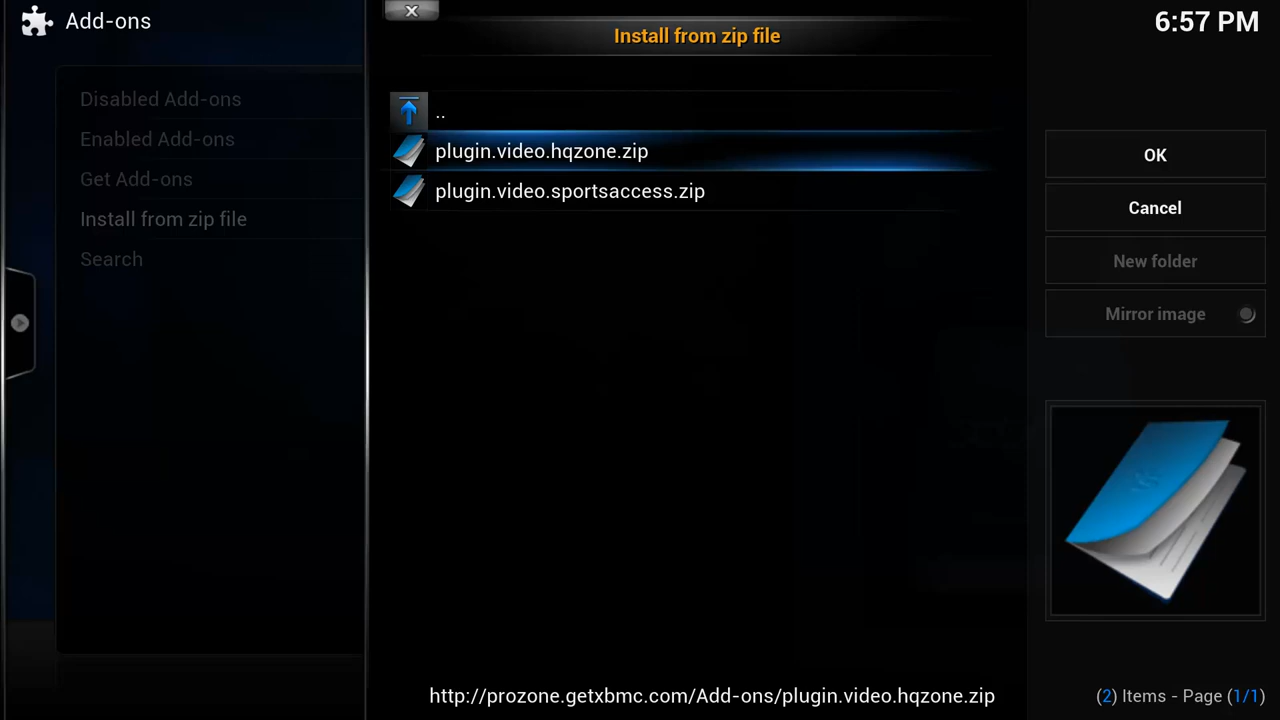 Add-ons
Install from zip file
6:57 PM
Disabled Add-ons
Enabled Add-ons
Get Add-ons
Install from zip file
Search
..
plugin.video.hqzone.zip
plugin.video.sportsaccess.zip
OK
Cancel
New folder
Mirror image
http://prozone.getxbmc.com/Add-ons/plugin.video.hqzone.zip
(2) Items - Page (1/1)